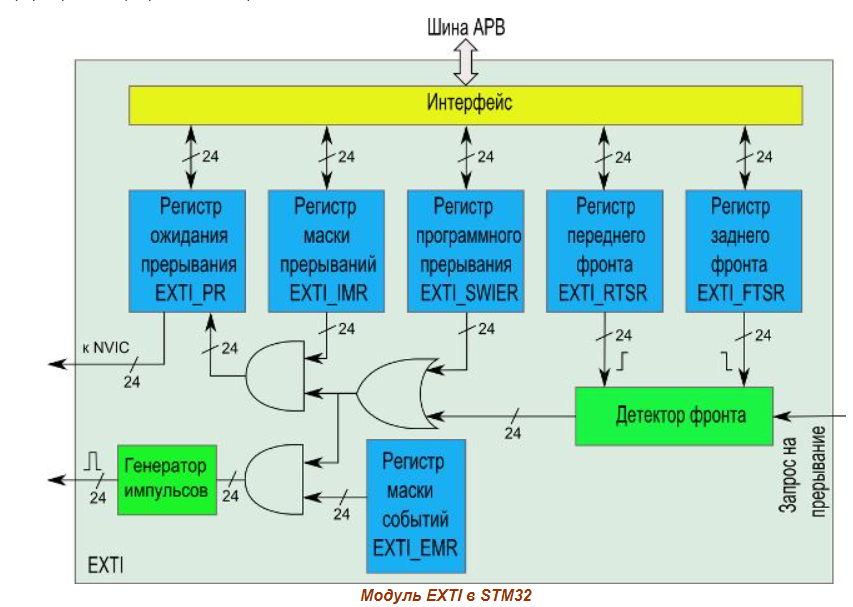 Шина APB
Интерфейс
24
24
24
24
24
Регистр
ожидания
прерывания
EXTI_PR
Регистр
маски
прерываний
EXTI_IMR
Регистр
программного
прерывания
EXTI_SWIER
Регистр
переднего
фронта
EXTI_RTSR
Регистр
заднего
фронта
EXTI_FTSR
к NVIC
24
24
24
24
24
24
Детектор фронта
24
Запрос на
прерывание
Генератор
импульсов
24
24
24
Регистр
маски
событий
EXTI_EMR
EXTI
Модуль EXTI в STM32